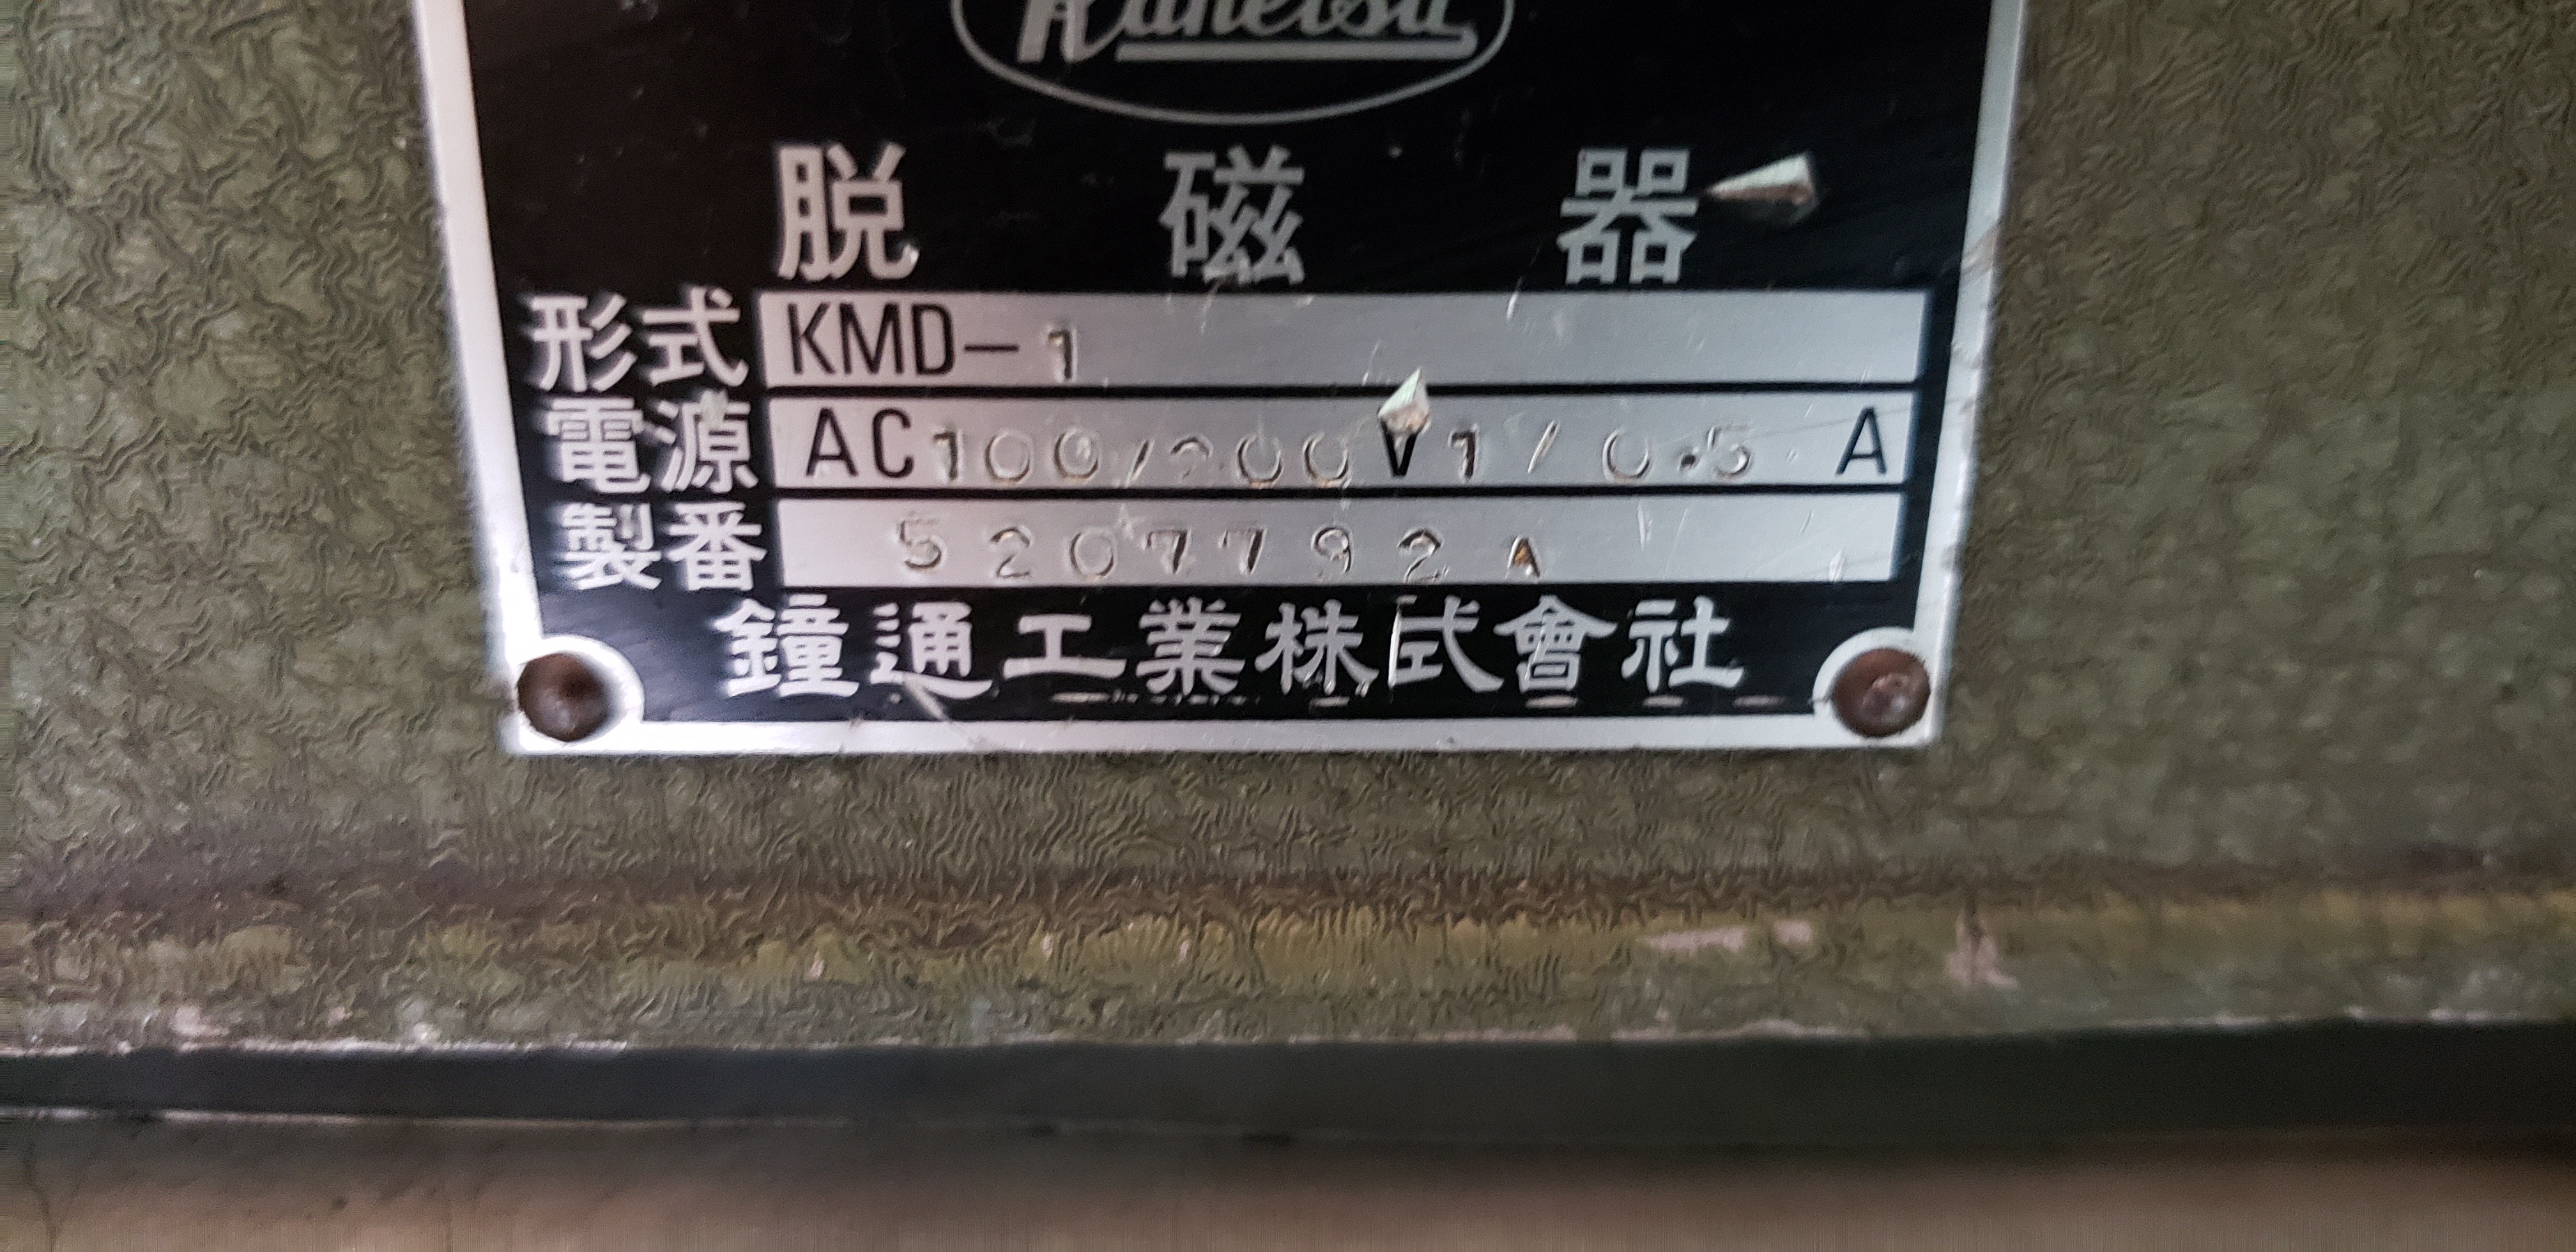 Kanetsu
脱磁器
形式 KMD-1
電源 AC100/200V1/0.5 A
製番 5207792A
鐘通工業株式會社